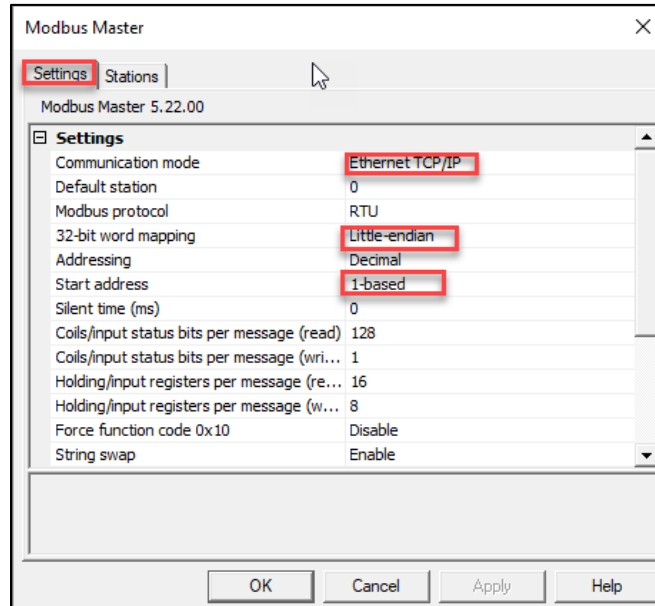 Modbus Master
Settings Stations
Modbus Master 5.22.00
Settings
Communication mode Ethernet TCP/IP
Default station 0
Modbus protocol RTU
32-bit word mapping Little-endian
Addressing Decimal
Start address 1-based
Silent time (ms) 0
Coils/input status bits per message (read) 128
Coils/input status bits per message (wri... 1
Holding/input registers per message (re... 16
Holding/input registers per message (w... 8
Force function code 0x10 Disable
String swap Enable
OK Cancel Apply Help